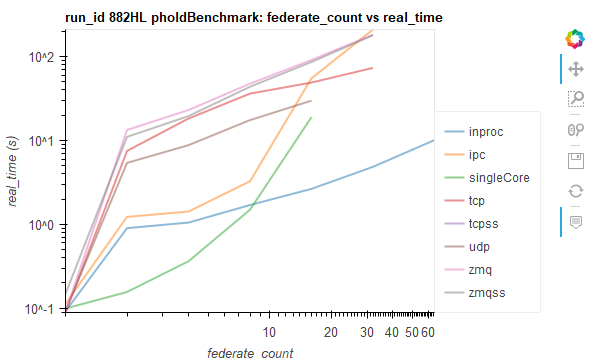 run_id 882HL pholdBenchmark: federate_count vs real_time
real_time (s)
10^2
10^1
10^0
10^-1
10
20
30
40
50
60
federate_count
inproc
ipc
singleCore
tcp
tcpss
udp
zmq
zmqss